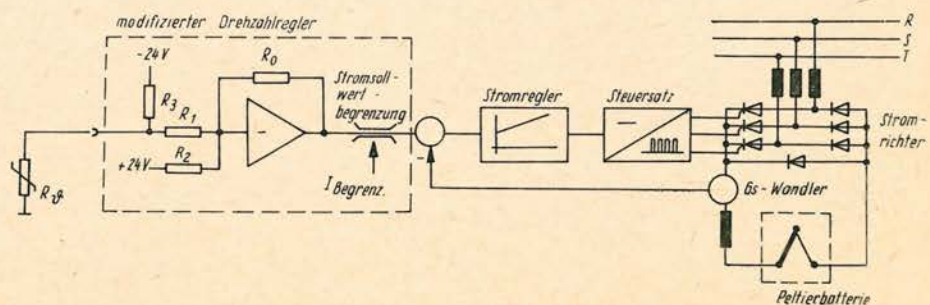 modifizierter Drehzahlregler
R
S
T
-24V
R₀
Stromsoll-
wert-
begrenzung
Stromregler
Steuersatz
Strom-
richter
R₃
R₁
-
R₂
+24V
I Begrenz.
-
Gs-Wandler
R ϑ
Peltierbatterie